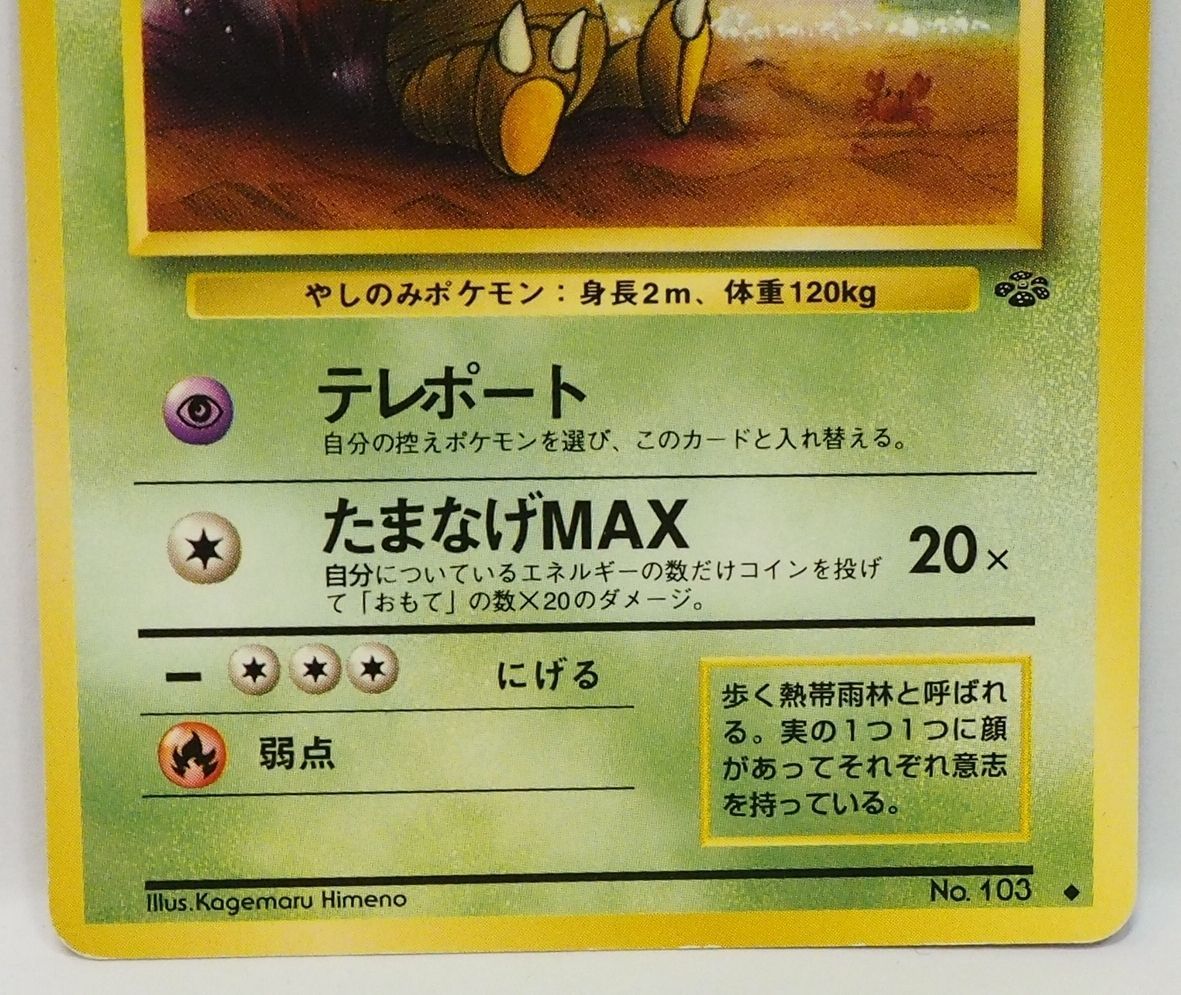 やしのみポケモン：身長2m、体重120kg
テレポート
自分の控えポケモンを選び、このカードと入れ替える。
たまなげMAX
20×
自分についているエネルギーの数だけコインを投げ
て「おもて」の数×20のダメージ。
ー にげる
弱点
歩く熱帯雨林と呼ばれ
る。実の1つ1つに顔
があってそれぞれ意志
を持っている。
Illus.Kagemaru Himeno
No. 103